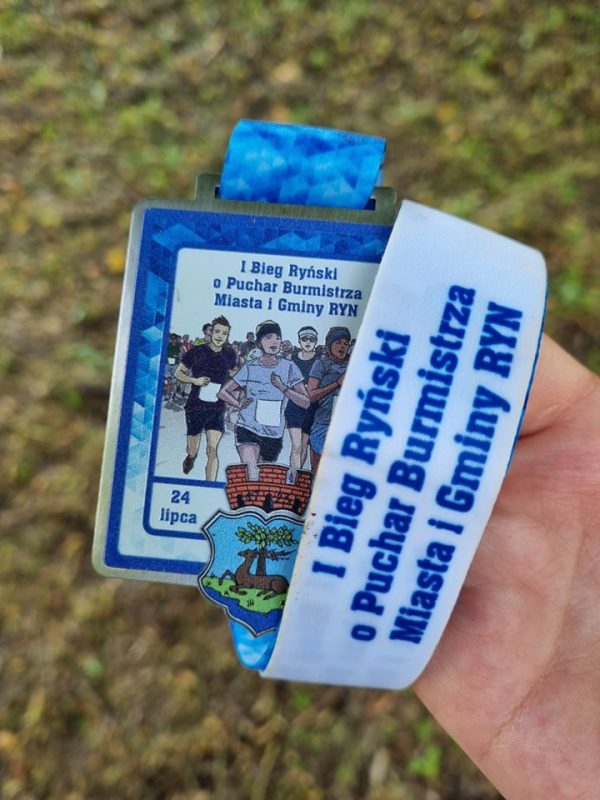 I Bieg Ryński
o Puchar Burmistrza
Miasta i Gminy RYN
24
lipca
I Bieg Ryński
o Puchar Burmistrza
Miasta i Gminy RYN